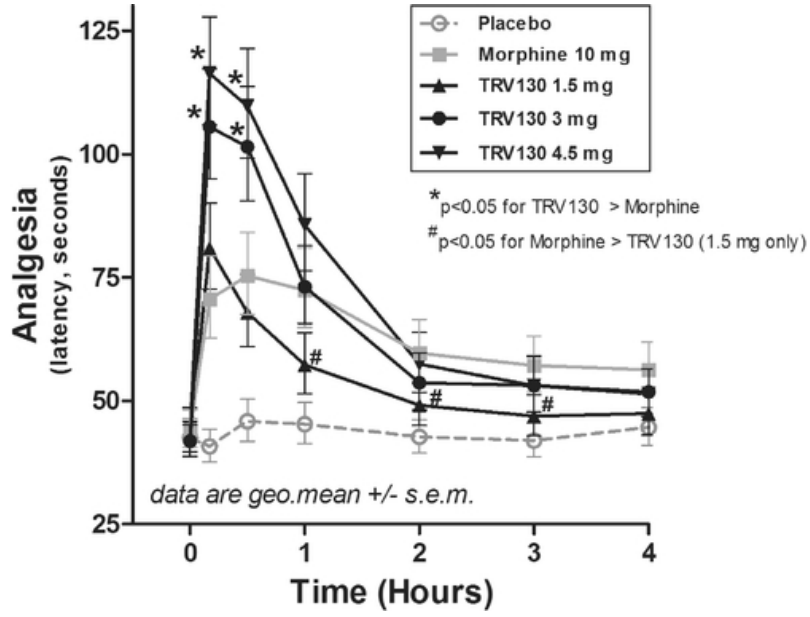 125
100
75
50
25
Analgesia
(latency, seconds)
Placebo
Morphine 10 mg
TRV130 1.5 mg
TRV130 3 mg
TRV130 4.5 mg
*p<0.05 for TRV130 > Morphine
#p<0.05 for Morphine > TRV130 (1.5 mg only)
*
*
*
*
#
#
#
data are geo.mean +/- s.e.m.
0 1 2 3 4
Time (Hours)